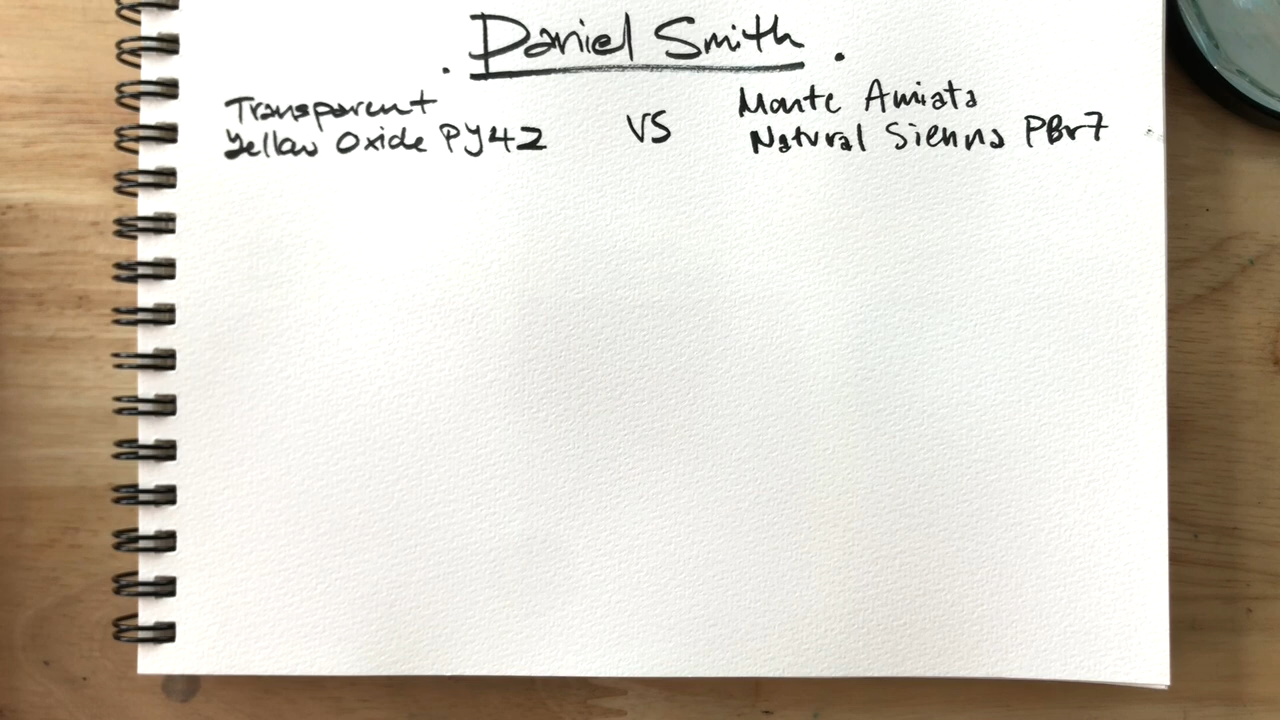 . Daniel Smith .
Transparent
Yellow Oxide PY42
VS
Monte Amiata
Natural Sienna PBr7